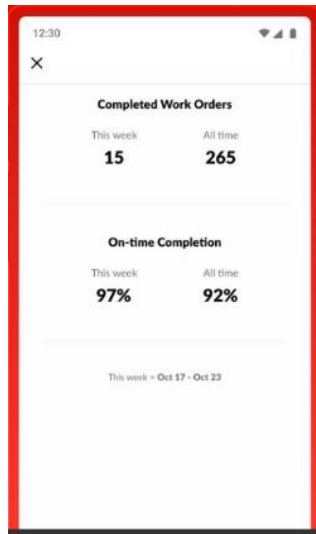 12:30
Completed Work Orders
This week All time
15 265
On-time Completion
This week All time
97% 92%
This week = Oct 17 - Oct 23